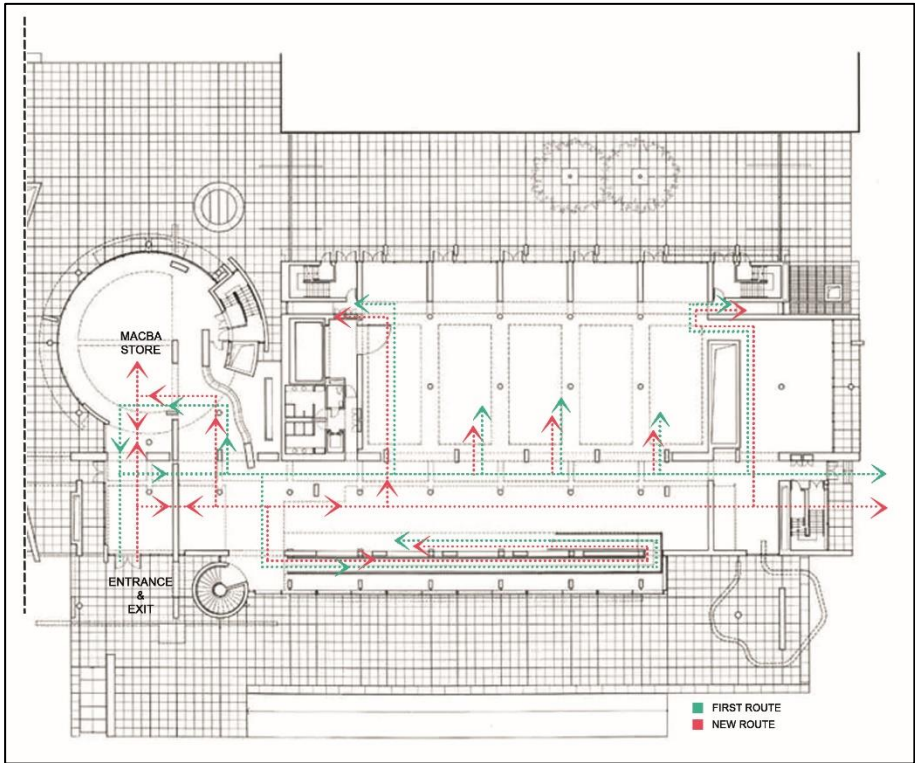 MACBA
STORE
ENTRANCE
&
EXIT
FIRST ROUTE
NEW ROUTE